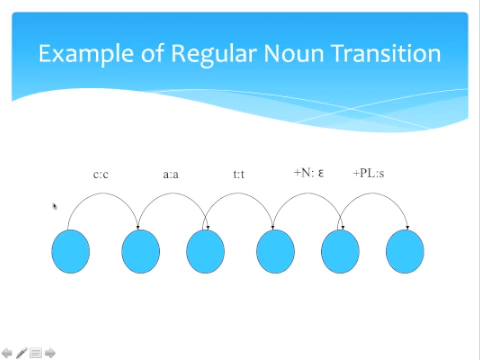 Example of Regular Noun Transition
c:c a:a t:t +N: ε +PL:s